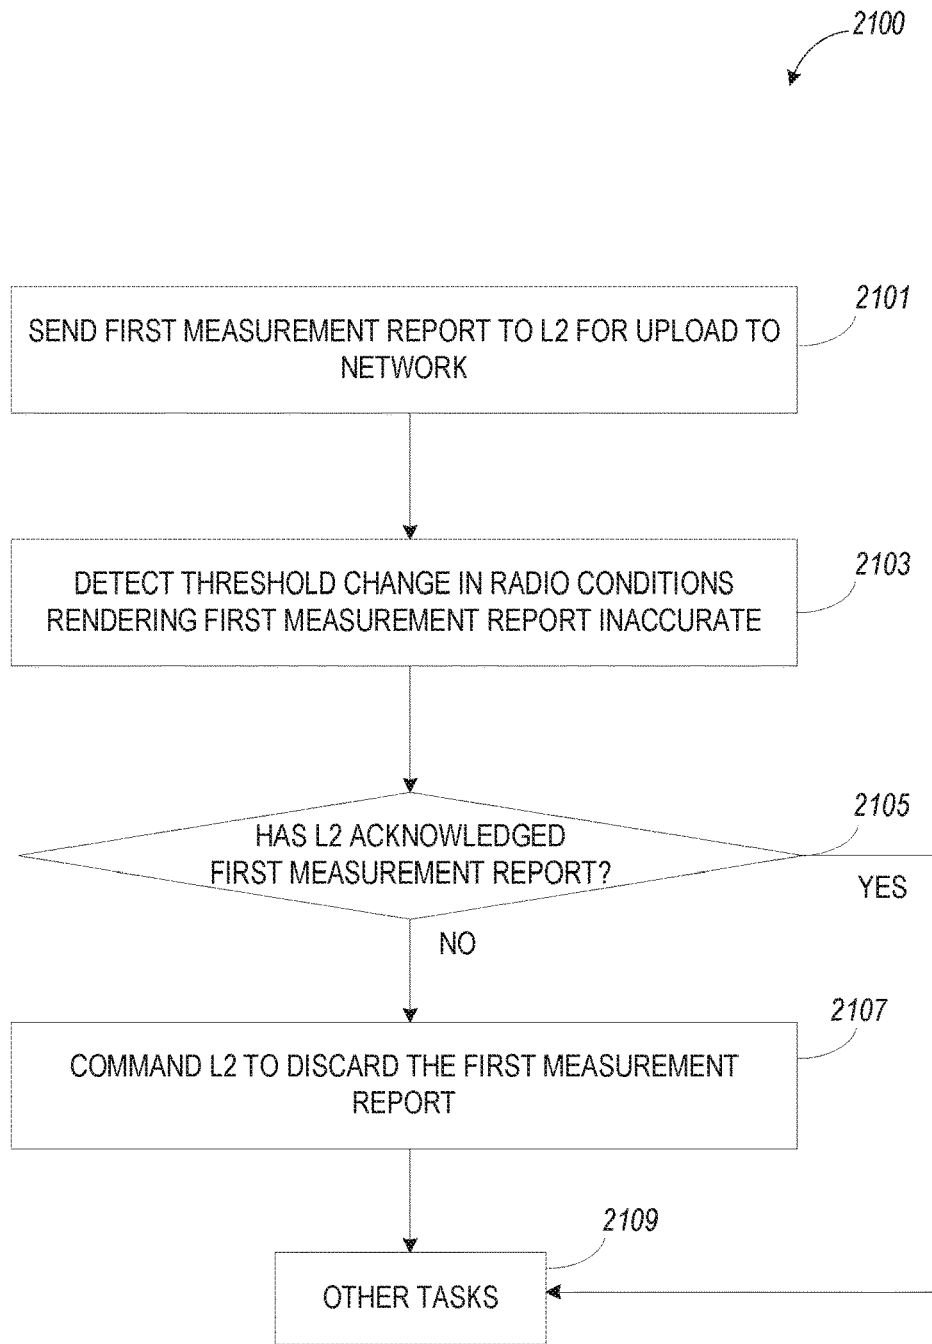 2100
2101
SEND FIRST MEASUREMENT REPORT TO L2 FOR UPLOAD TO
NETWORK
2103
DETECT THRESHOLD CHANGE IN RADIO CONDITIONS
RENDERING FIRST MEASUREMENT REPORT INACCURATE
2105
HAS L2 ACKNOWLEDGED
FIRST MEASUREMENT REPORT?
YES
NO
2107
COMMAND L2 TO DISCARD THE FIRST MEASUREMENT
REPORT
2109
OTHER TASKS